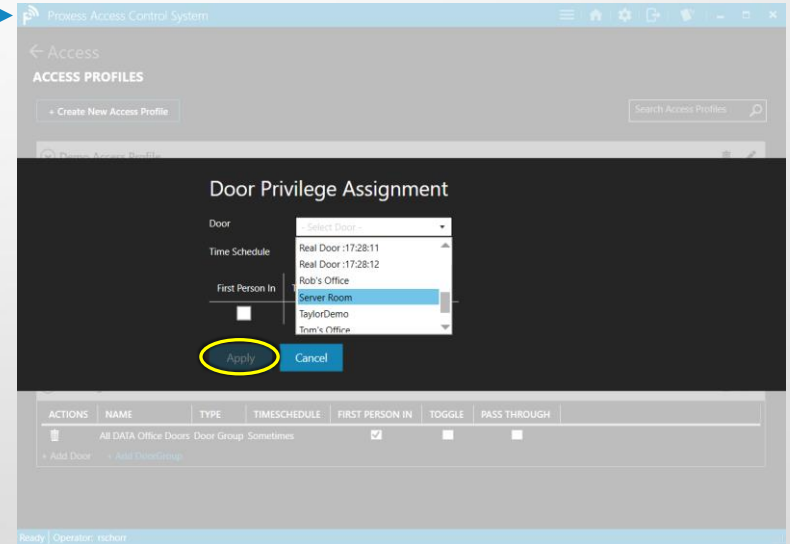 Proxess Access Control System
Access
ACCESS PROFILES
+ Create New Access Profile
Search Access Profiles
Demo Access Profile
Door Privilege Assignment
Door
- Select Door -
Time Schedule
Real Door :17:28:11
Real Door :17:28:12
Rob's Office
First Person In
Server Room
TaylorDemo
Tom's Office
Apply Cancel
ACTIONS NAME TYPE TIMESCHEDULE FIRST PERSON IN TOGGLE PASS THROUGH
All DATA Office Doors Door Group Sometimes
+ Add Door + Add DoorGroup
Ready Operator: rschorr